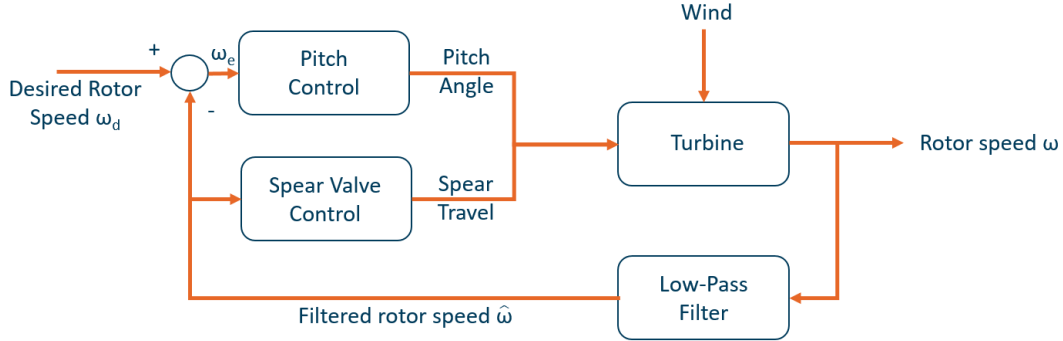 Wind
+
ωe
Pitch
Control
Pitch
Angle
Desired Rotor
Speed ωd
-
Turbine
Rotor speed ω
Spear Valve
Control
Spear
Travel
Low-Pass
Filter
Filtered rotor speed ω̂